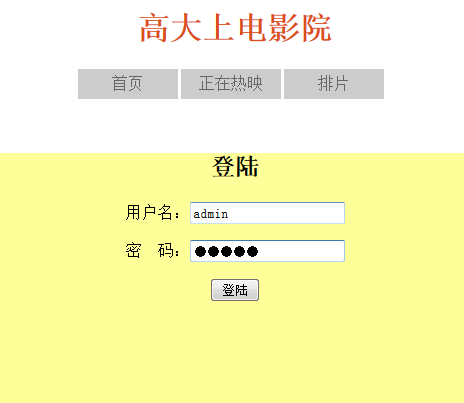 高大上电影院
首页 正在热映 排片
登陆
用户名：admin
密　码：●●●●●
登陆